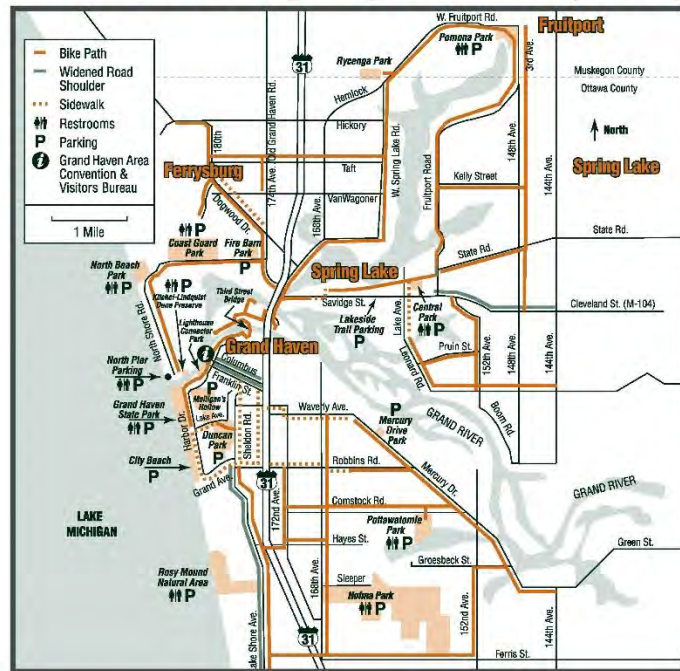 Bike Path
Widened Road
Shoulder
Sidewalk
Restrooms
P Parking
i Grand Haven Area
Convention &
Visitors Bureau
1 Mile
W. Fruitport Rd.
Fruitport
Pomona Park
P
3rd Ave.
31
Rycenga Park
Muskegon County
Ottawa County
Hemlock
Hickory
North
180th
Old Grand Haven Rd.
174th Ave.
Taft
W. Spring Lake Rd.
Fruitport Road
148th Ave.
144th Ave.
Spring Lake
Ferrysburg
Kelly Street
VanWagoner
168th Ave.
Dogwood Dr.
State Rd.
State Rd.
P
Coast Guard
Park
Fire Barn
Park
P
North Beach
Park
P
P
Kitchel-Lindquist
Dune Preserve
Third Street
Bridge
Spring Lake
Savidge St.
Central
Park
P
Cleveland St. (M-104)
Lakeside
Trail Parking
P
Lake Ave.
North Shore Rd.
Lighthouse
Connector
Park
i
Grand Haven
Pruin St.
152th Ave.
148th Ave.
144th Ave.
Leonard Rd.
Columbus
North Pier
Parking
P
Franklin St.
P
Mulligan's
Hollow
Lake Ave.
Boom Rd.
GRAND RIVER
Waverly Ave.
P
Mercury
Drive
Park
Grand Haven
State Park
P
Harbor Dr.
Duncan
Park
P
Sheldon Rd.
City Beach
P
Grand Ave.
Robbins Rd.
Mercury Dr.
GRAND RIVER
31
172nd Ave.
Comstock Rd.
LAKE
MICHIGAN
Pottawatomie
Park
P
Hayes St.
Green St.
Groesbeck St.
Rosy Mound
Natural Area
P
168th Ave.
Sleeper
Hofma Park
P
152nd Ave.
144th Ave.
Lake Shore Ave.
31
Ferris St.